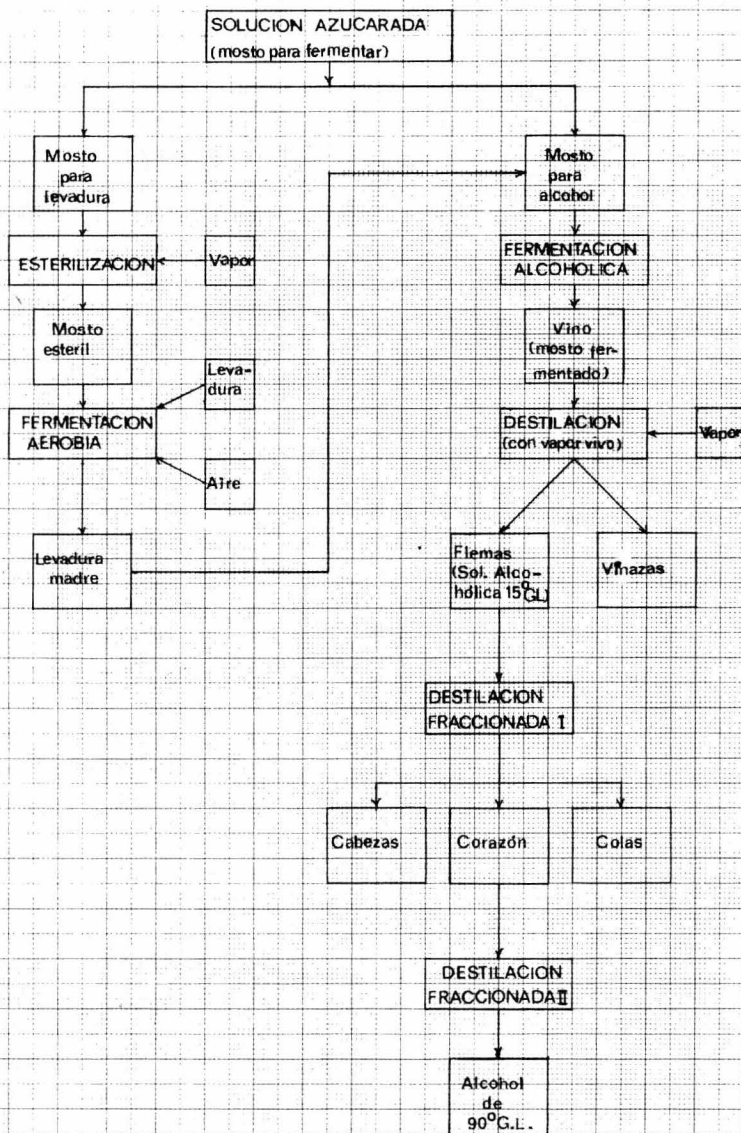 SOLUCION AZUCARADA
(mosto para fermentar)
Mosto
para
levadura
ESTERILIZACION
Vapor
Mosto
esteril
Leva-
dura
FERMENTACION
AEROBIA
Aire
Levadura
madre
Mosto
para
alcohol
FERMENTACION
ALCOHOLICA
Vino
(mosto fer-
mentado)
DESTILACION
(con vapor vivo)
Vapor
Flemas
(Sol. Alco-
hólica 15°GL)
Vinazas
DESTILACION
FRACCIONADA I
Cabezas
Corazón
Colas
DESTILACION
FRACCIONADA II
Alcohol
de
90°G.L.